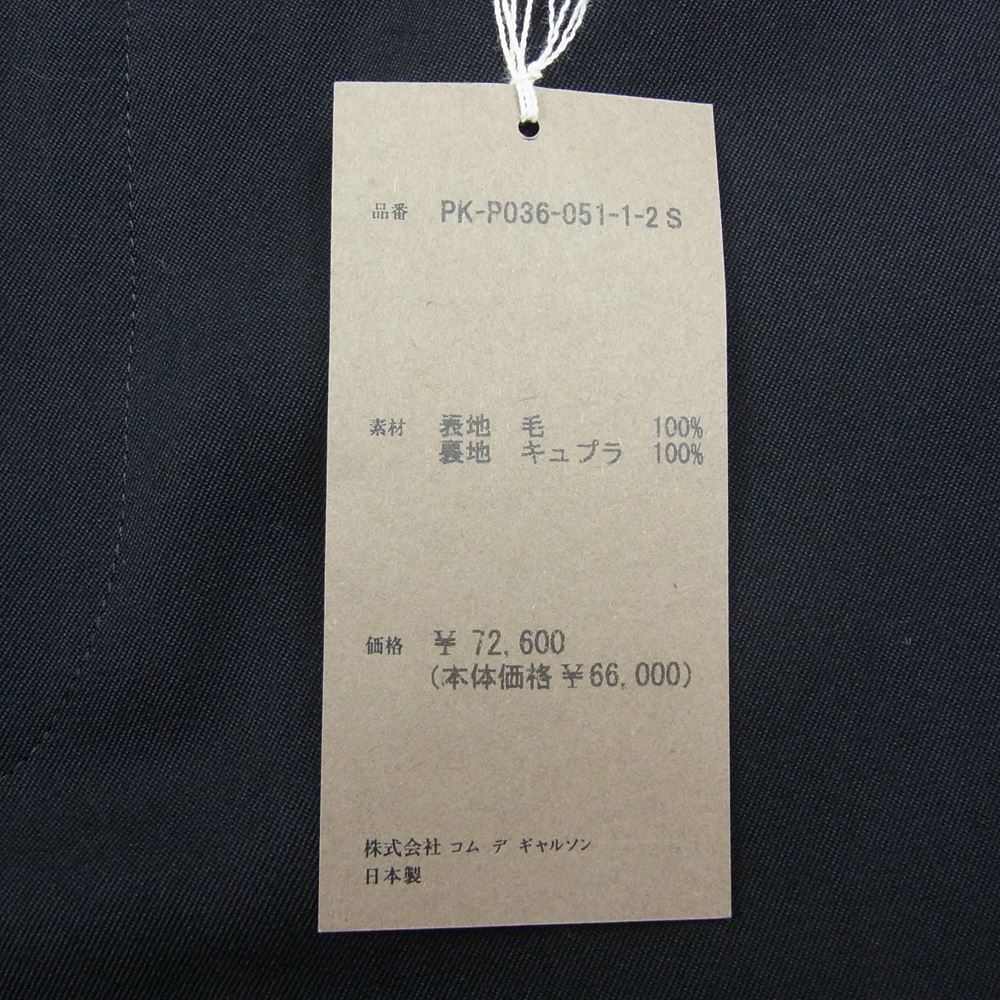 品番 PK-P036-051-1-2 S
素材 表地 毛 100%
裏地 キュプラ 100%
価格 ¥ 72,600
(本体価格 ¥66,000)
株式会社 コム デ ギャルソン
日本製